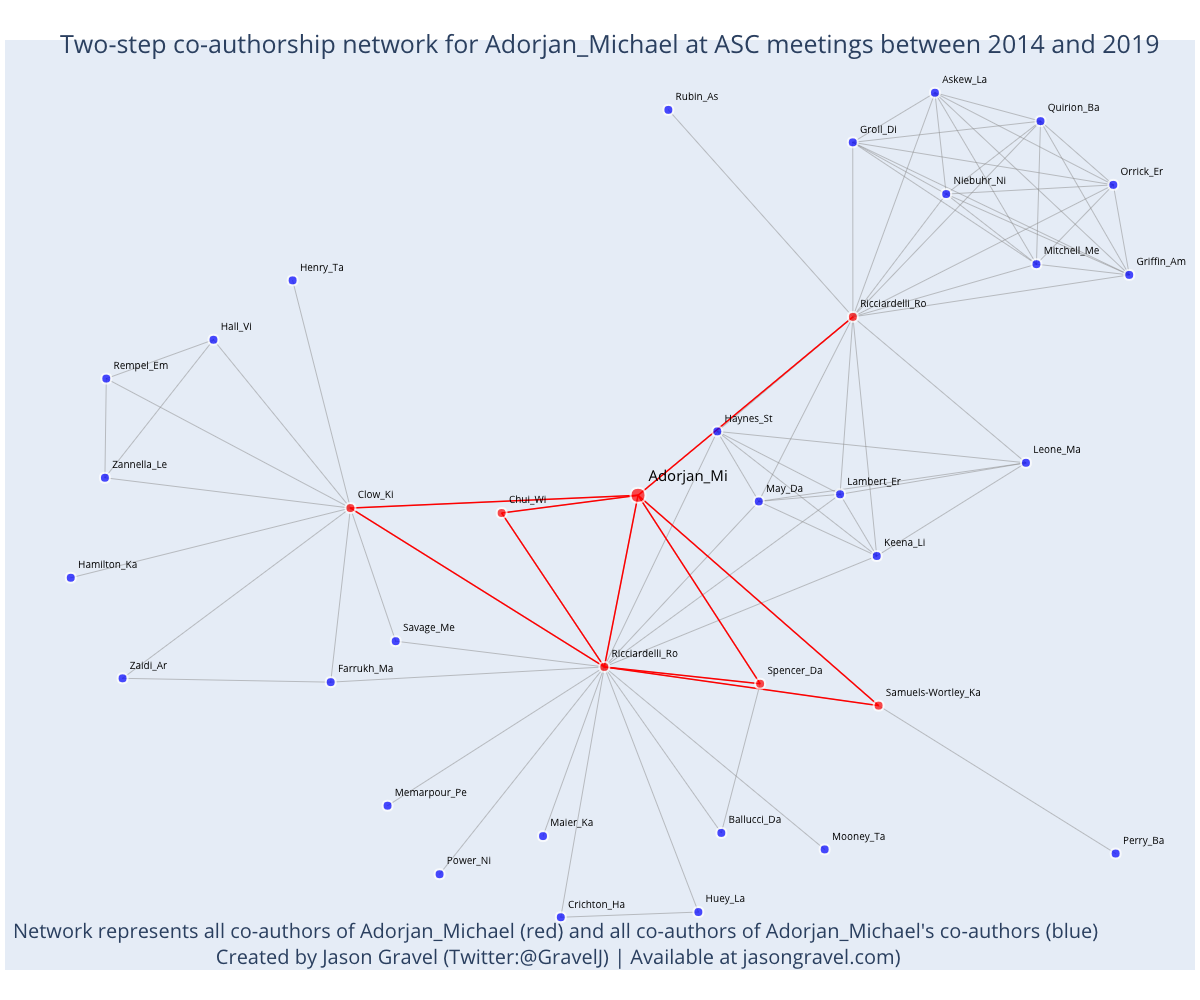 Two-step co-authorship network for Adorjan_Michael at ASC meetings between 2014 and 2019
Askew_La
Rubin_As
Quirion_Ba
Groll_Di
Orrick_Er
Niebuhr_Ni
Mitchell_Me
Griffin_Am
Henry_Ta
Ricciardelli_Ro
Hall_Vi
Rempel_Em
Haynes_St
Leone_Ma
Zannella_Le
Adorjan_Mi
Lambert_Er
May_Da
Clow_Ki
Chui_Wi
Keena_Li
Hamilton_Ka
Savage_Me
Ricciardelli_Ro
Zaidi_Ar
Farrukh_Ma
Spencer_Da
Samuels-Wortley_Ka
Memarpour_Pe
Maier_Ka
Ballucci_Da
Mooney_Ta
Perry_Ba
Power_Ni
Crichton_Ha
Huey_La
Network represents all co-authors of Adorjan_Michael (red) and all co-authors of Adorjan_Michael's co-authors (blue)
Created by Jason Gravel (Twitter:@GravelJ) | Available at jasongravel.com)